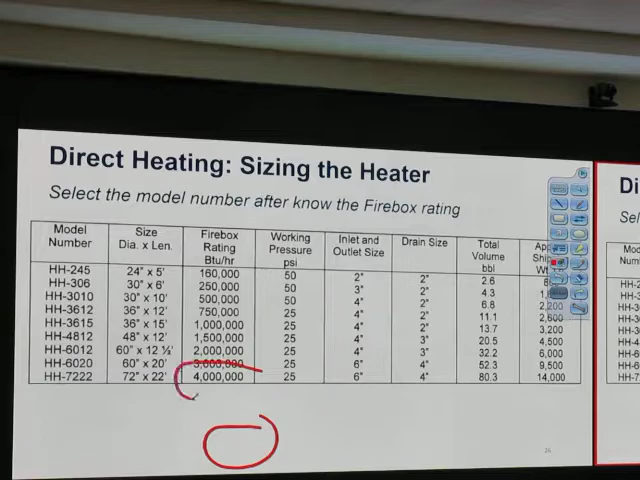 Direct Heating: Sizing the Heater
Select the model number after know the Firebox rating
Model Number Size Dia. x Len. Firebox Rating Btu/hr Working Pressure psi Inlet and Outlet Size Drain Size Total Volume bbl
HH-245 24" x 5' 160,000 50 2" 2" 2.6
HH-306 30" x 6' 250,000 50 3" 2" 4.3
HH-3010 30" x 10' 500,000 50 4" 2" 6.8 2,200
HH-3612 36" x 12' 750,000 25 4" 2" 11.1 2,600
HH-3615 36" x 15' 1,000,000 25 4" 2" 13.7 3,200
HH-4812 48" x 12' 1,500,000 25 4" 3" 20.5 4,500
HH-6012 60" x 12 ½' 2,000,000 25 4" 3" 32.2 6,000
HH-6020 60" x 20' 3,000,000 25 6" 4" 52.3 9,500
HH-7222 72" x 22' 4,000,000 25 6" 4" 80.3 14,000
Di
Sel